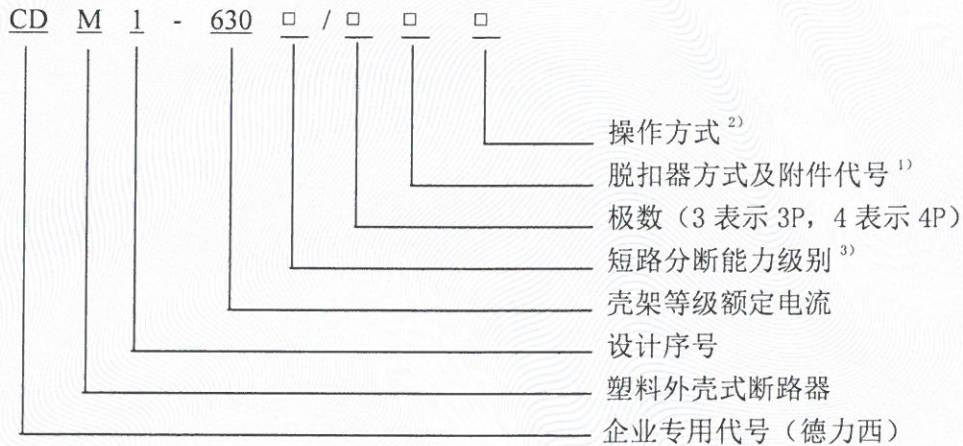 CD M 1 - 630 □ / □ □ □
操作方式 2)
脱扣器方式及附件代号 1)
极数（3 表示 3P，4 表示 4P）
短路分断能力级别 3)
壳架等级额定电流
设计序号
塑料外壳式断路器
企业专用代号（德力西）